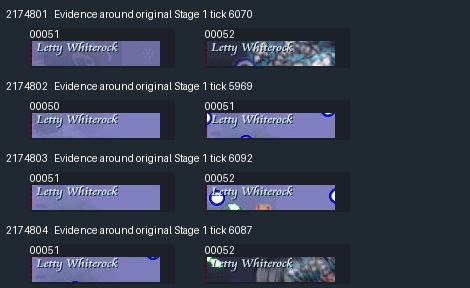 2174801 Evidence around original Stage 1 tick 6070
00051 00052
Letty Whiterock Letty Whiterock
2174802 Evidence around original Stage 1 tick 5969
00050 00051
Letty Whiterock Letty Whiterock
2174803 Evidence around original Stage 1 tick 6092
00051 00052
Letty Whiterock Letty Whiterock
2174804 Evidence around original Stage 1 tick 6087
00051 00052
Letty Whiterock Letty Whiterock